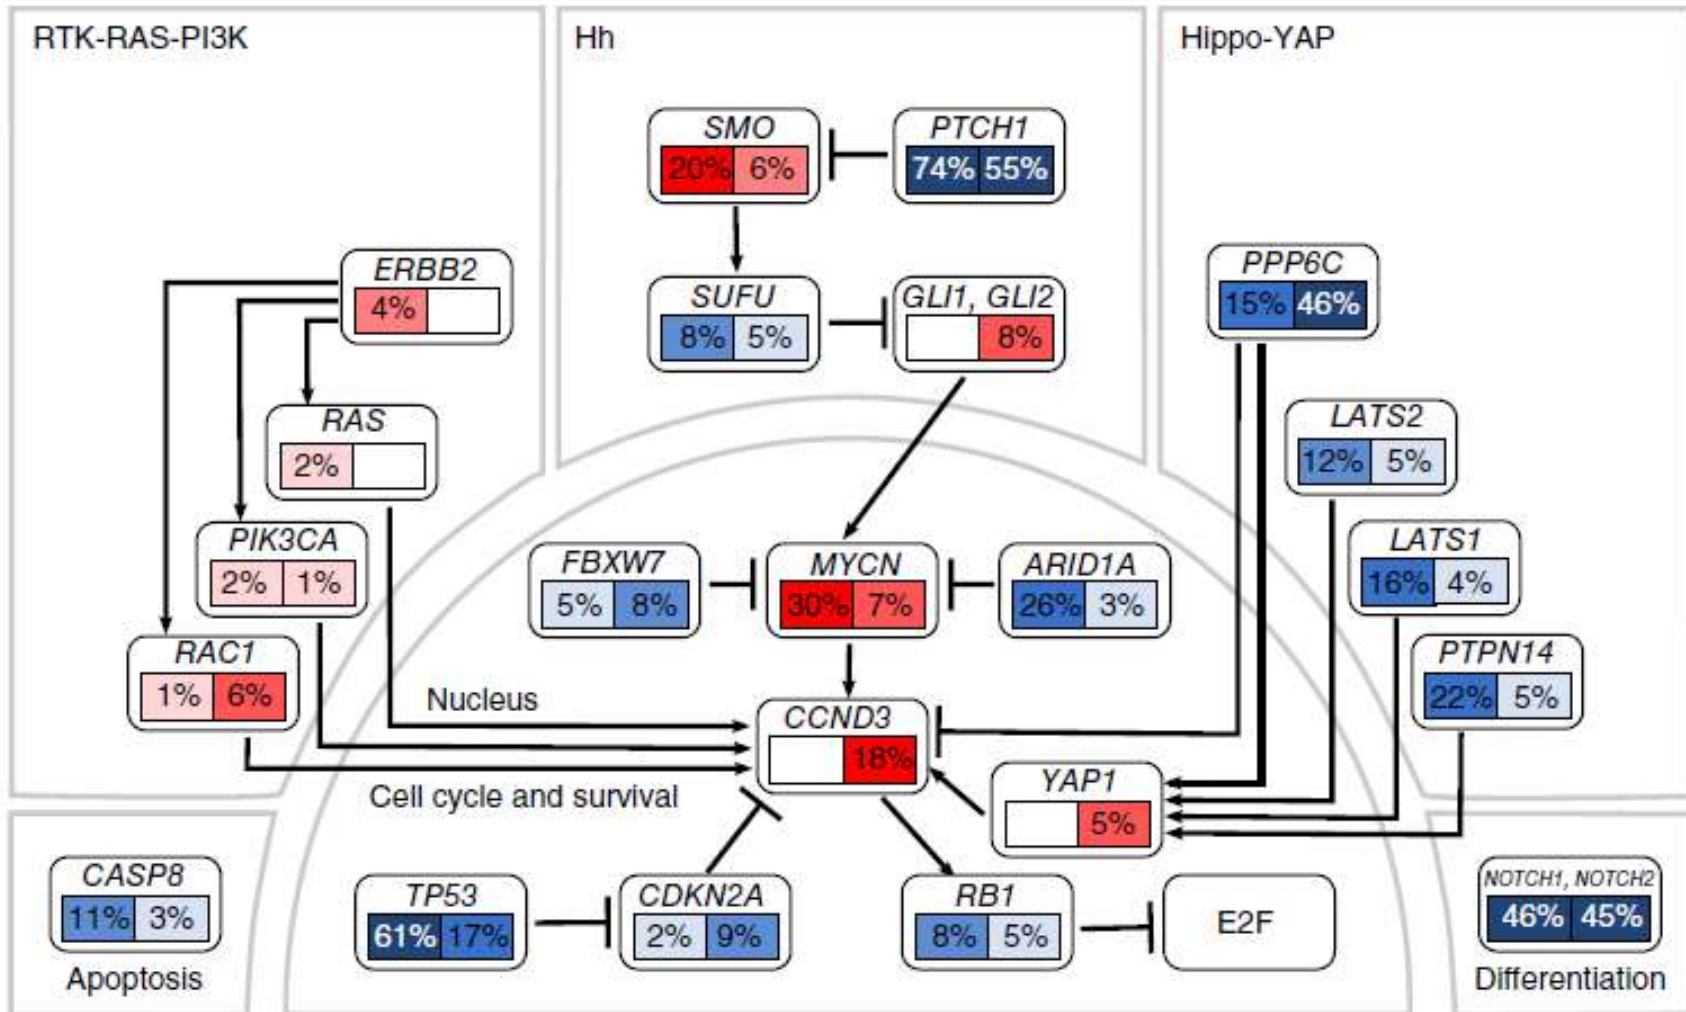 RTK-RAS-PI3K
Hh
Hippo-YAP
SMO
20% 6%
PTCH1
74% 55%
ERBB2
4%
SUFU
8% 5%
GLI1, GLI2
8%
PPP6C
15% 46%
RAS
2%
LATS2
12% 5%
PIK3CA
2% 1%
FBXW7
5% 8%
MYCN
30% 7%
ARID1A
26% 3%
LATS1
16% 4%
RAC1
1% 6%
PTPN14
22% 5%
Nucleus
CCND3
18%
Cell cycle and survival
YAP1
5%
CASP8
11% 3%
Apoptosis
TP53
61% 17%
CDKN2A
2% 9%
RB1
8% 5%
E2F
NOTCH1, NOTCH2
46% 45%
Differentiation